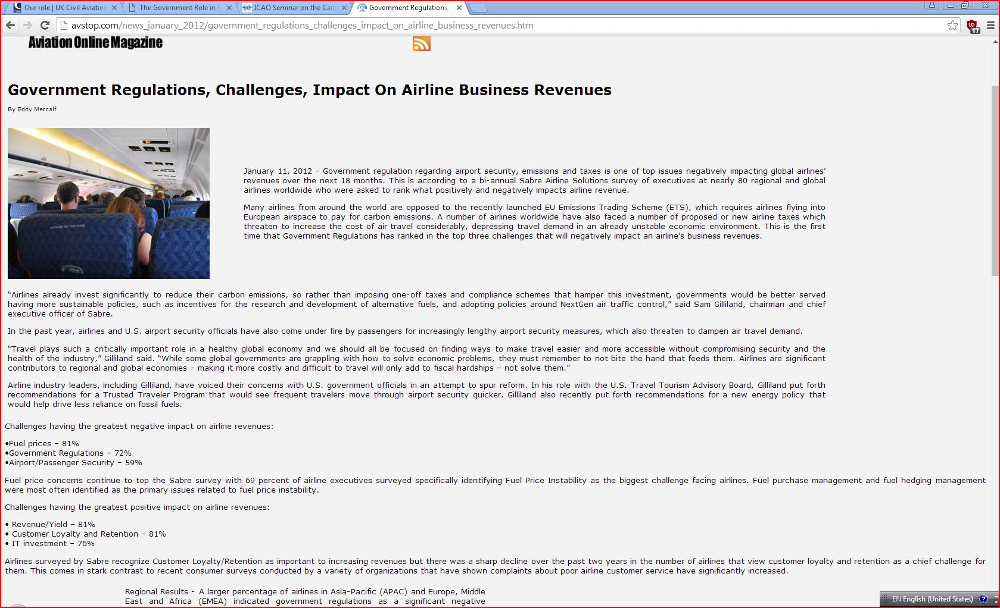 Our role | UK Civil Aviation
The Government Role in C
ICAO Seminar on the Carb
Government Regulations,
avstop.com/news_january_2012/government_regulations_challenges_impact_on_airline_business_revenues.htm
17
Aviation Online Magazine
Government Regulations, Challenges, Impact On Airline Business Revenues
By Eddy Metcalf
January 11, 2012 - Government regulation regarding airport security, emissions and taxes is one of top issues negatively impacting global airlines’
revenues over the next 18 months. This is according to a bi-annual Sabre Airline Solutions survey of executives at nearly 80 regional and global
airlines worldwide who were asked to rank what positively and negatively impacts airline revenue.
Many airlines from around the world are opposed to the recently launched EU Emissions Trading Scheme (ETS), which requires airlines flying into
European airspace to pay for carbon emissions. A number of airlines worldwide have also faced a number of proposed or new airline taxes which
threaten to increase the cost of air travel considerably, depressing travel demand in an already unstable economic environment. This is the first
time that Government Regulations has ranked in the top three challenges that will negatively impact an airline’s business revenues.
“Airlines already invest significantly to reduce their carbon emissions, so rather than imposing one-off taxes and compliance schemes that hamper this investment, governments would be better served
having more sustainable policies, such as incentives for the research and development of alternative fuels, and adopting policies around NextGen air traffic control,” said Sam Gilliland, chairman and chief
executive officer of Sabre.
In the past year, airlines and U.S. airport security officials have also come under fire by passengers for increasingly lengthy airport security measures, which also threaten to dampen air travel demand.
“Travel plays such a critically important role in a healthy global economy and we should all be focused on finding ways to make travel easier and more accessible without compromising security and the
health of the industry,” Gilliland said. “While some global governments are grappling with how to solve economic problems, they must remember to not bite the hand that feeds them. Airlines are significant
contributors to regional and global economies – making it more costly and difficult to travel will only add to fiscal hardships – not solve them.”
Airline industry leaders, including Gilliland, have voiced their concerns with U.S. government officials in an attempt to spur reform. In his role with the U.S. Travel Tourism Advisory Board, Gilliland put forth
recommendations for a Trusted Traveler Program that would see frequent travelers move through airport security quicker. Gilliland also recently put forth recommendations for a new energy policy that
would help drive less reliance on fossil fuels.
Challenges having the greatest negative impact on airline revenues:
•Fuel prices – 81%
•Government Regulations – 72%
•Airport/Passenger Security – 59%
Fuel price concerns continue to top the Sabre survey with 69 percent of airline executives surveyed specifically identifying Fuel Price Instability as the biggest challenge facing airlines. Fuel purchase management and fuel hedging management
were most often identified as the primary issues related to fuel price instability.
Challenges having the greatest positive impact on airline revenues:
• Revenue/Yield – 81%
• Customer Loyalty and Retention – 81%
• IT investment – 76%
Airlines surveyed by Sabre recognize Customer Loyalty/Retention as important to increasing revenues but there was a sharp decline over the past two years in the number of airlines that view customer loyalty and retention as a chief challenge for
them. This comes in stark contrast to recent consumer surveys conducted by a variety of organizations that have shown complaints about poor airline customer service have significantly increased.
Regional Results - A larger percentage of airlines in Asia-Pacific (APAC) and Europe, Middle
East and Africa (EMEA) indicated government regulations as a significant negative
EN English (United States)